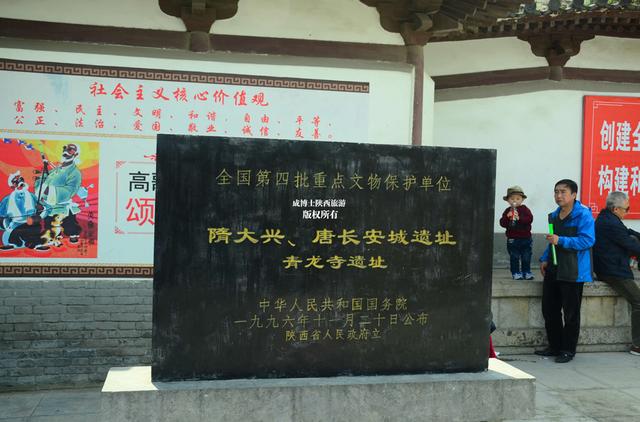 社会主义核心价值观
富强、民主、文明、和谐、自由、平等、
公正、法治、爱国、敬业、诚信、友善。
高
颂
创建全
构建和
全国第四批重点文物保护单位
成博士陕西旅游
版权所有
隋大兴、唐长安城遗址
青龙寺遗址
中华人民共和国国务院
一九九六年十一月二十日公布
陕西省人民政府立